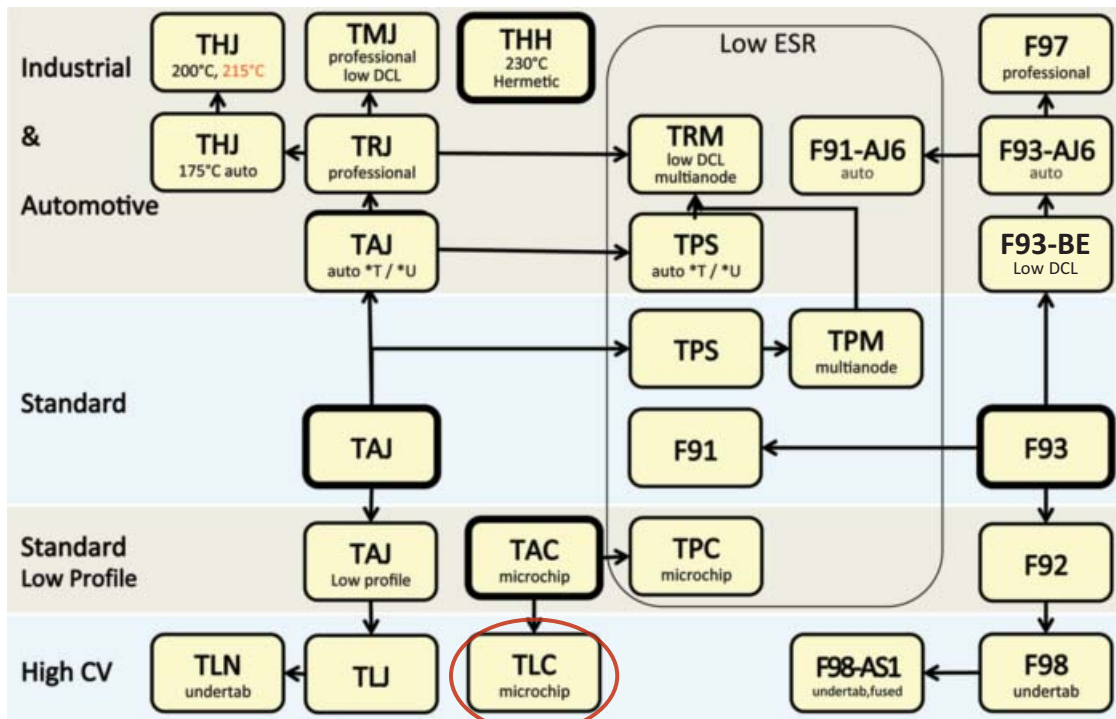 Industrial
&
Automotive
THJ
200°C, 215°C
TMJ
professional
low DCL
THH
230°C
Hermetic
Low ESR
F97
professional
THJ
175°C auto
TRJ
professional
TRM
low DCL
multianode
F91-AJ6
auto
F93-AJ6
auto
TAJ
auto *T / *U
TPS
auto *T / *U
F93-BE
Low DCL
Standard
TPS
TPM
multianode
TAJ
F91
F93
Standard
Low Profile
TAJ
Low profile
TAC
microchip
TPC
microchip
F92
High CV
TLN
undertab
TLJ
TLC
microchip
F98-AS1
undertab,fused
F98
undertab